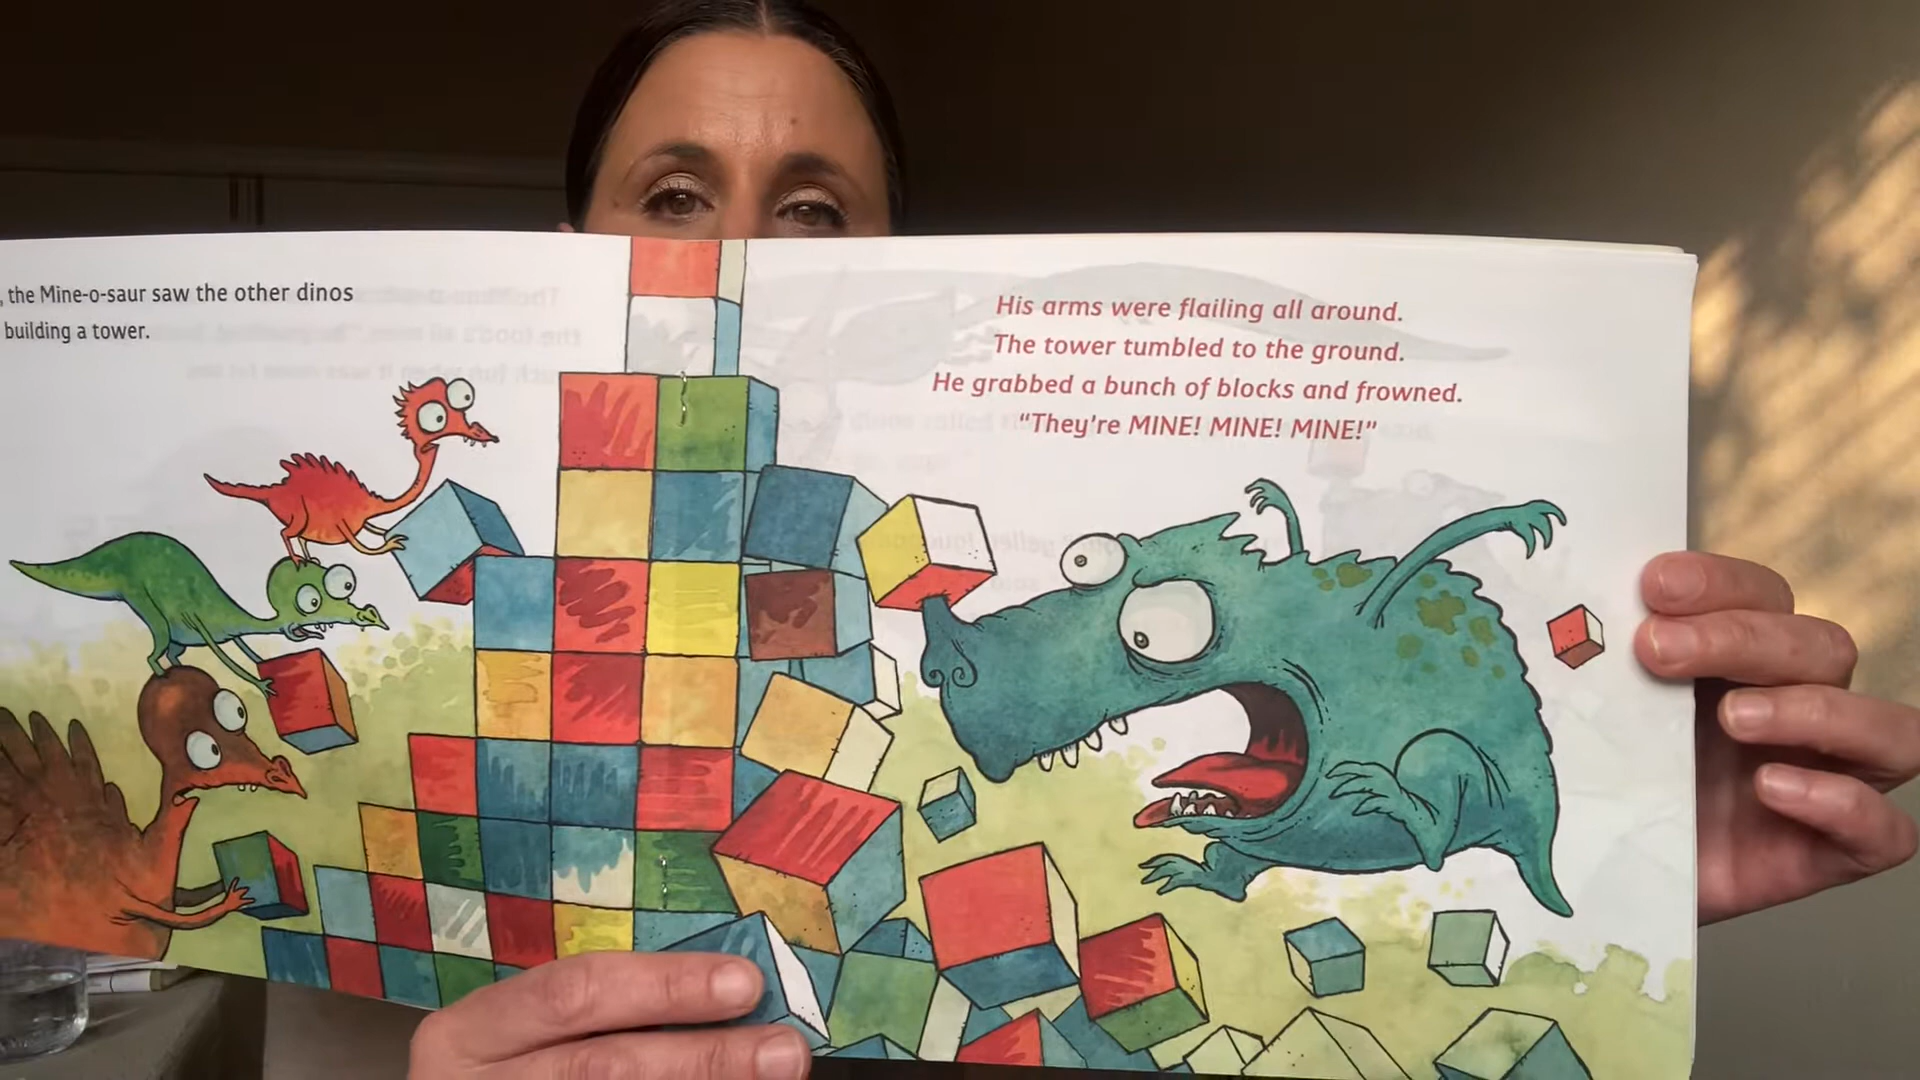 , the Mine-o-saur saw the other dinos
building a tower.
His arms were flailing all around.
The tower tumbled to the ground.
He grabbed a bunch of blocks and frowned.
“They're MINE! MINE! MINE!”